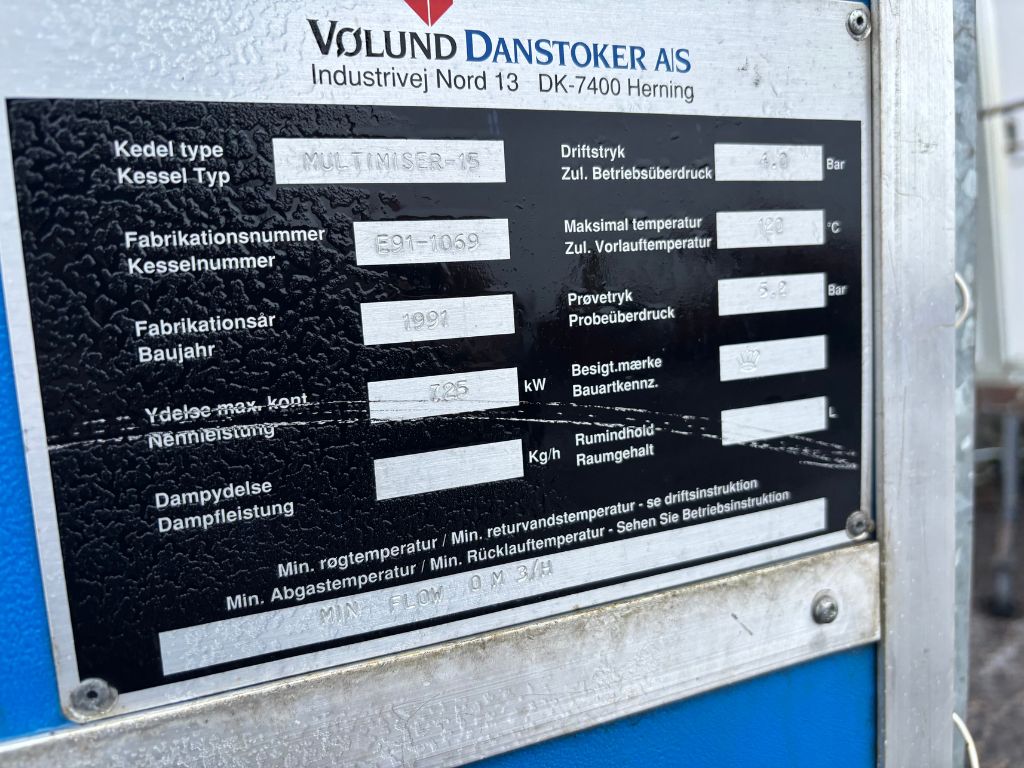 VØLUND DANSTOKER A/S
Industrivej Nord 13 DK-7400 Herning
Kedel type
Kessel Typ
MULTIMISER-15
Fabrikationsnummer
Kesselnummer
E91-1069
Fabrikationsår
Baujahr
1991
Ydelse max. kont.
Nennleistung
725 kW
Dampydelse
Dampfleistung
Kg/h
Driftstryk
Zul. Betriebsüberdruck
4.0 Bar
Maksimal temperatur
Zul. Vorlauftemperatur
120 °C
Prøvetryk
Probeüberdruck
5.2 Bar
Besigt.mærke
Bauartkennz.
Rumindhold
Raumgehalt
L
Min. røgtemperatur / Min. returvandstemperatur - se driftsinstruktion
Min. Abgastemperatur / Min. Rücklauftemperatur - Sehen Sie Betriebsinstruktion
MIN FLOW 0 M 3/H